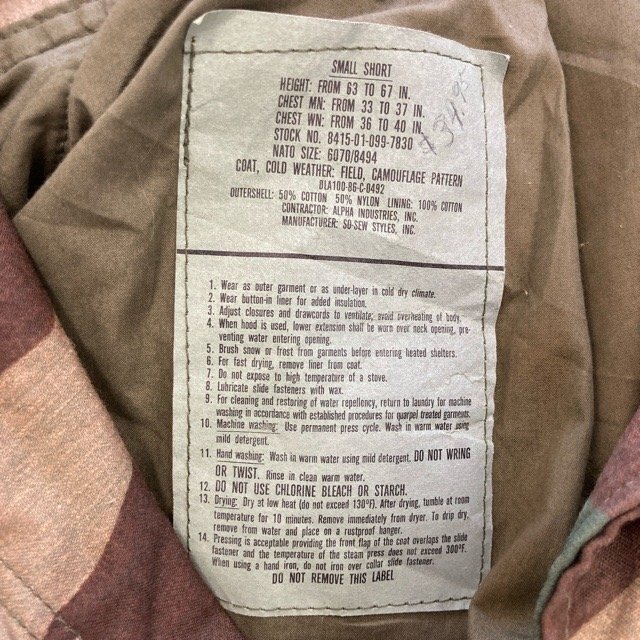 SMALL SHORT
HEIGHT: FROM 63 TO 67 IN.
CHEST MN: FROM 33 TO 37 IN.
CHEST WN: FROM 36 TO 40 IN.
STOCK NO. 8415-01-099-7830
NATO SIZE: 6070/8494
COAT, COLD WEATHER: FIELD, CAMOUFLAGE PATTERN
DLA100-86-C-0492
OUTERSHELL: 50% COTTON 50% NYLON LINING: 100% COTTON
CONTRACTOR: ALPHA INDUSTRIES, INC.
MANUFACTURER: SO-SEW STYLES, INC.
$34.95
1. Wear as outer garment or as under-layer in cold dry climate.
2. Wear button-in liner for added insulation.
3. Adjust closures and drawcords to ventilate; avoid overheating of body.
4. When hood is used, lower extension shall be worn over neck opening, pre-
venting water entering opening.
5. Brush snow or frost from garments before entering heated shelters.
6. For fast drying, remove liner from coat.
7. Do not expose to high temperature of a stove.
8. Lubricate slide fasteners with wax.
9. For cleaning and restoring of water repellency, return to laundry for machine
washing in accordance with established procedures for quarpel treated garments.
10. Machine washing: Use permanent press cycle. Wash in warm water using
mild detergent.
11. Hand washing: Wash in warm water using mild detergent. DO NOT WRING
OR TWIST. Rinse in clean warm water.
12. DO NOT USE CHLORINE BLEACH OR STARCH.
13. Drying: Dry at low heat (do not exceed 130°F). After drying, tumble at room
temperature for 10 minutes. Remove immediately from dryer. To drip dry,
remove from water and place on a rustproof hanger.
14. Pressing is acceptable providing the front flap of the coat overlaps the slide
fastener and the temperature of the steam press does not exceed 300°F.
When using a hand iron, do not iron over collar slide fastener.
DO NOT REMOVE THIS LABEL